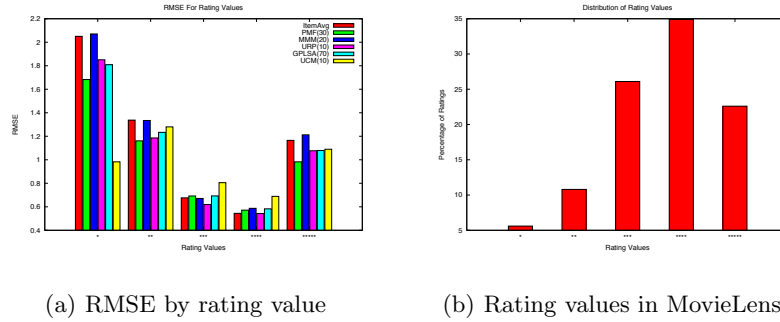 RMSE For Rating Values
2.2
2
1.8
1.6
1.4
1.2
1
0.8
0.6
0.4
RMSE
ItemAvg
PMF(30)
MMM(20)
URP(10)
GPLSA(70)
UCM(10)
* ** *** **** *****
Rating Values
Distribution of Rating Values
35
30
25
20
15
10
5
Percentage of Ratings
* ** *** **** *****
Rating Values
(a) RMSE by rating value
(b) Rating values in MovieLens